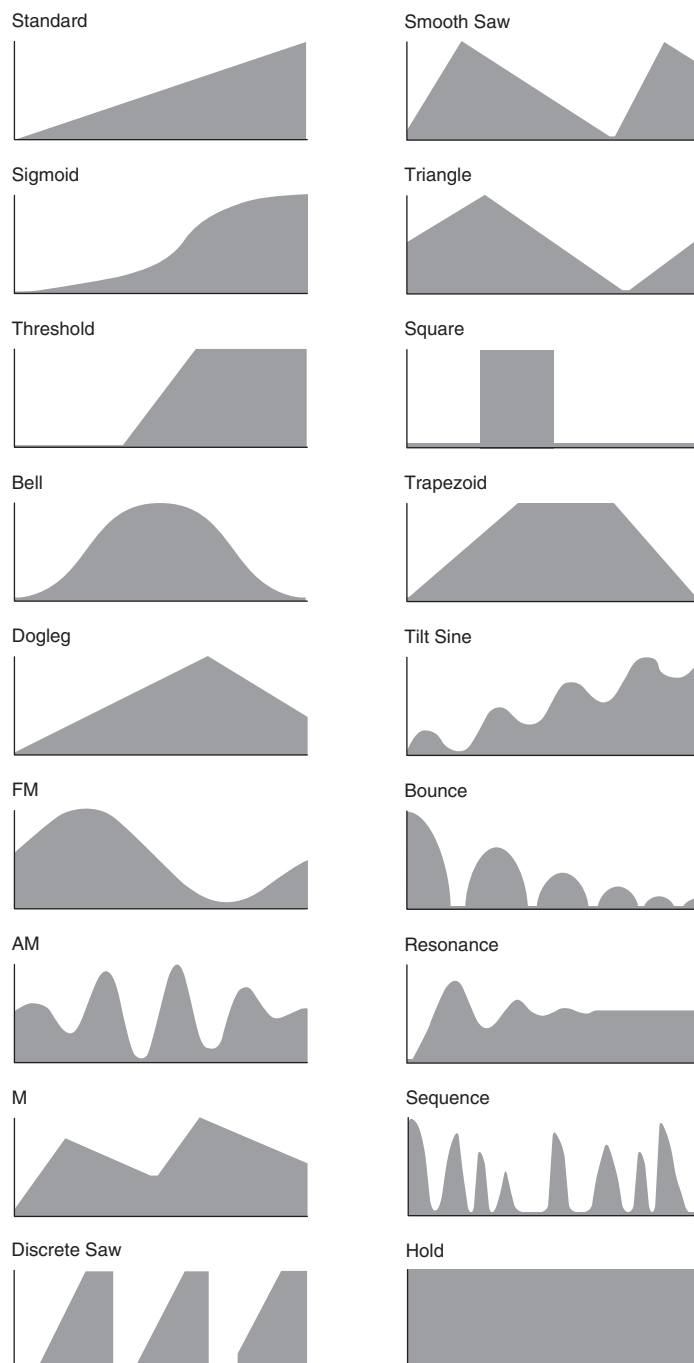 Standard
Smooth Saw
Sigmoid
Triangle
Threshold
Square
Bell
Trapezoid
Dogleg
Tilt Sine
FM
Bounce
AM
Resonance
M
Sequence
Discrete Saw
Hold